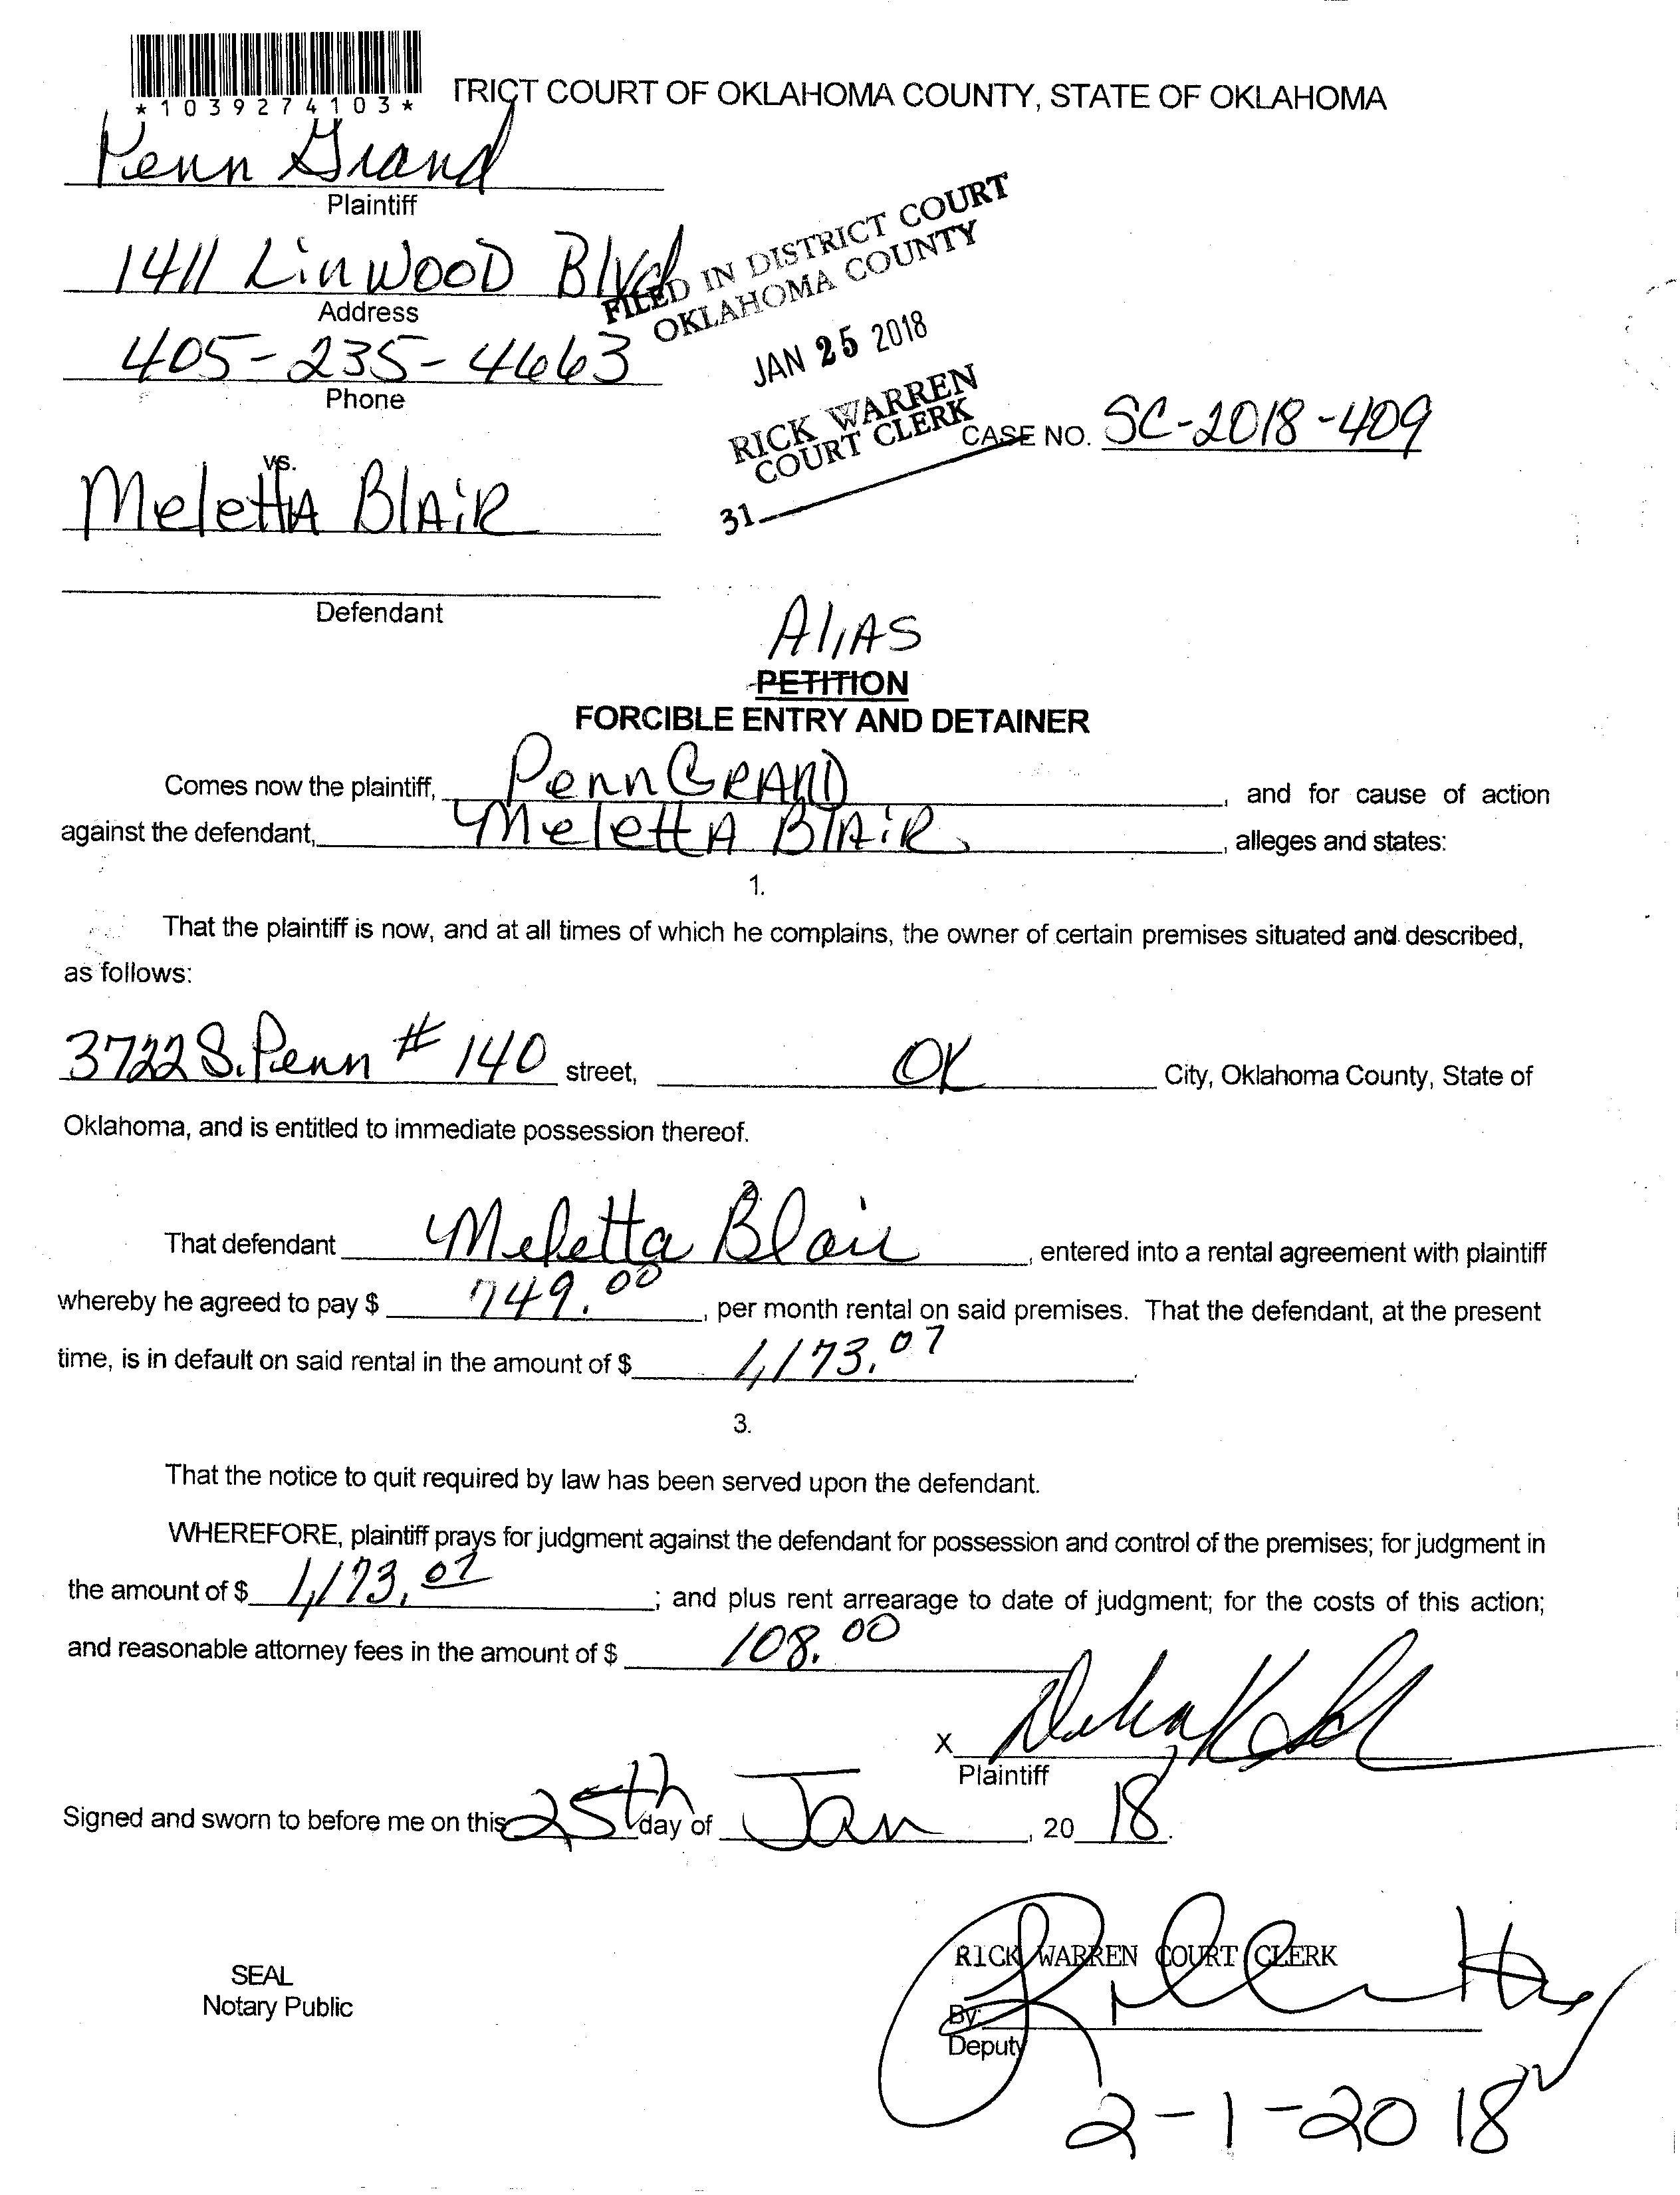 *1039274103*
TRICT COURT OF OKLAHOMA COUNTY, STATE OF OKLAHOMA
Penn Grand
Plaintiff
1411 LinWOOD Blvd
Address
FILED IN DISTRICT COURT
OKLAHOMA COUNTY
405-235-4663
Phone
JAN 25 2018
RICK WARREN
COURT CLERK
CASE NO. SC-2018-409
31
vs.
MelettA BlAiR
Defendant
AliAS
PETITION
FORCIBLE ENTRY AND DETAINER
Comes now the plaintiff, Penn GRAND, and for cause of action
against the defendant, MelettA BlAiR, alleges and states:
1.
That the plaintiff is now, and at all times of which he complains, the owner of certain premises situated and described,
as follows:
3722 S. Penn # 140 street, OK City, Oklahoma County, State of
Oklahoma, and is entitled to immediate possession thereof.
2.
That defendant Meletta Blair, entered into a rental agreement with plaintiff
whereby he agreed to pay $ 749.00, per month rental on said premises. That the defendant, at the present
time, is in default on said rental in the amount of $ 1,173.07.
3.
That the notice to quit required by law has been served upon the defendant.
WHEREFORE, plaintiff prays for judgment against the defendant for possession and control of the premises; for judgment in
the amount of $ 1,173.07; and plus rent arrearage to date of judgment; for the costs of this action;
and reasonable attorney fees in the amount of $ 108.00
X
Plaintiff
Signed and sworn to before me on this 25th day of Jan, 20 18.
RICK WARREN COURT CLERK
SEAL
Notary Public
By:
Deputy
2-1-2018